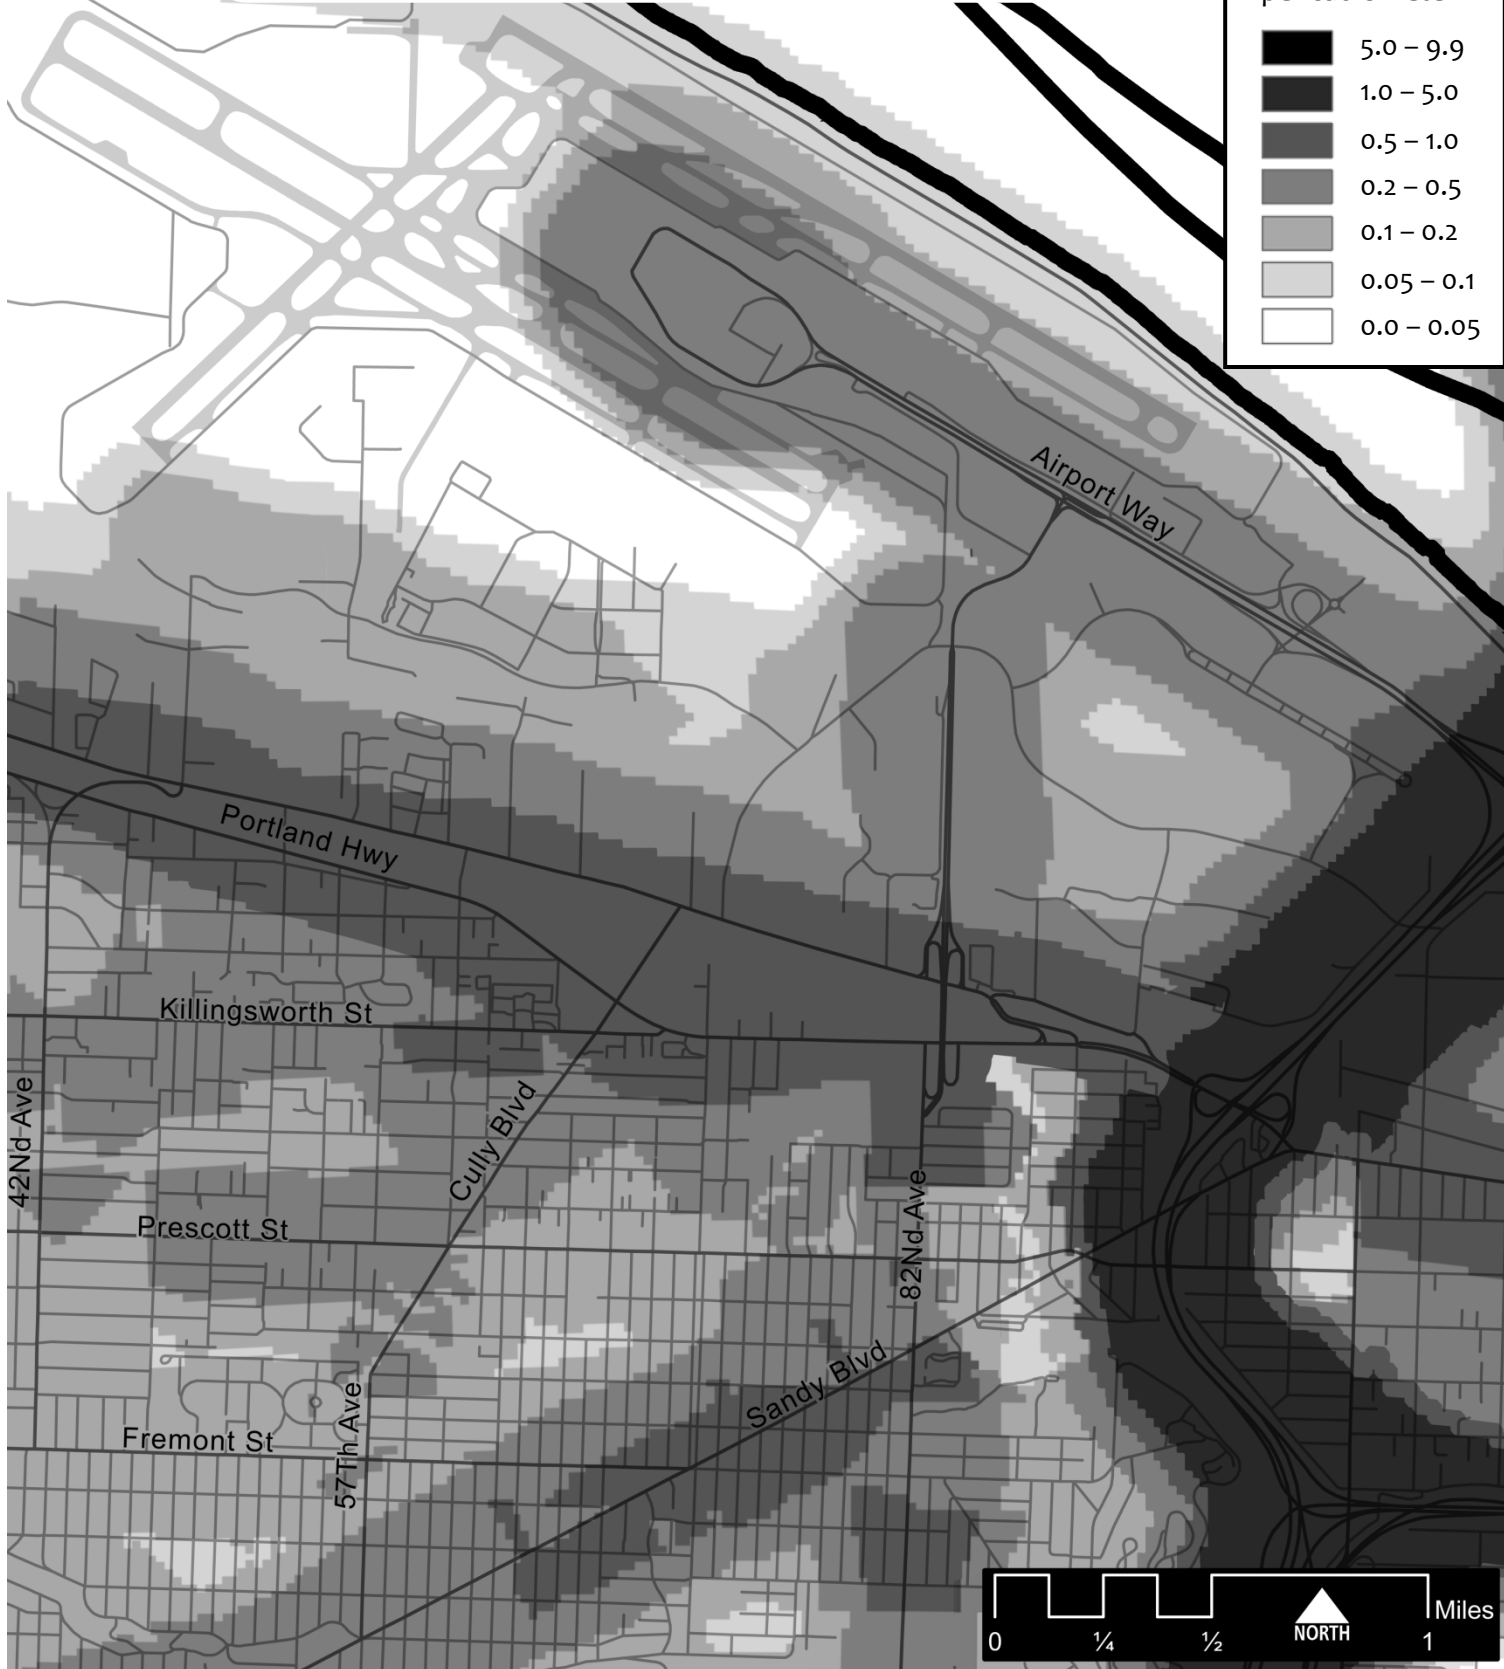 5.0 – 9.9
1.0 – 5.0
0.5 – 1.0
0.2 – 0.5
0.1 – 0.2
0.05 – 0.1
0.0 – 0.05
Airport Way
Portland Hwy
Killingsworth St
42Nd Ave
Cully Blvd
Prescott St
82Nd Ave
Sandy Blvd
57Th Ave
Fremont St
Miles
0 ¼ ½ NORTH 1